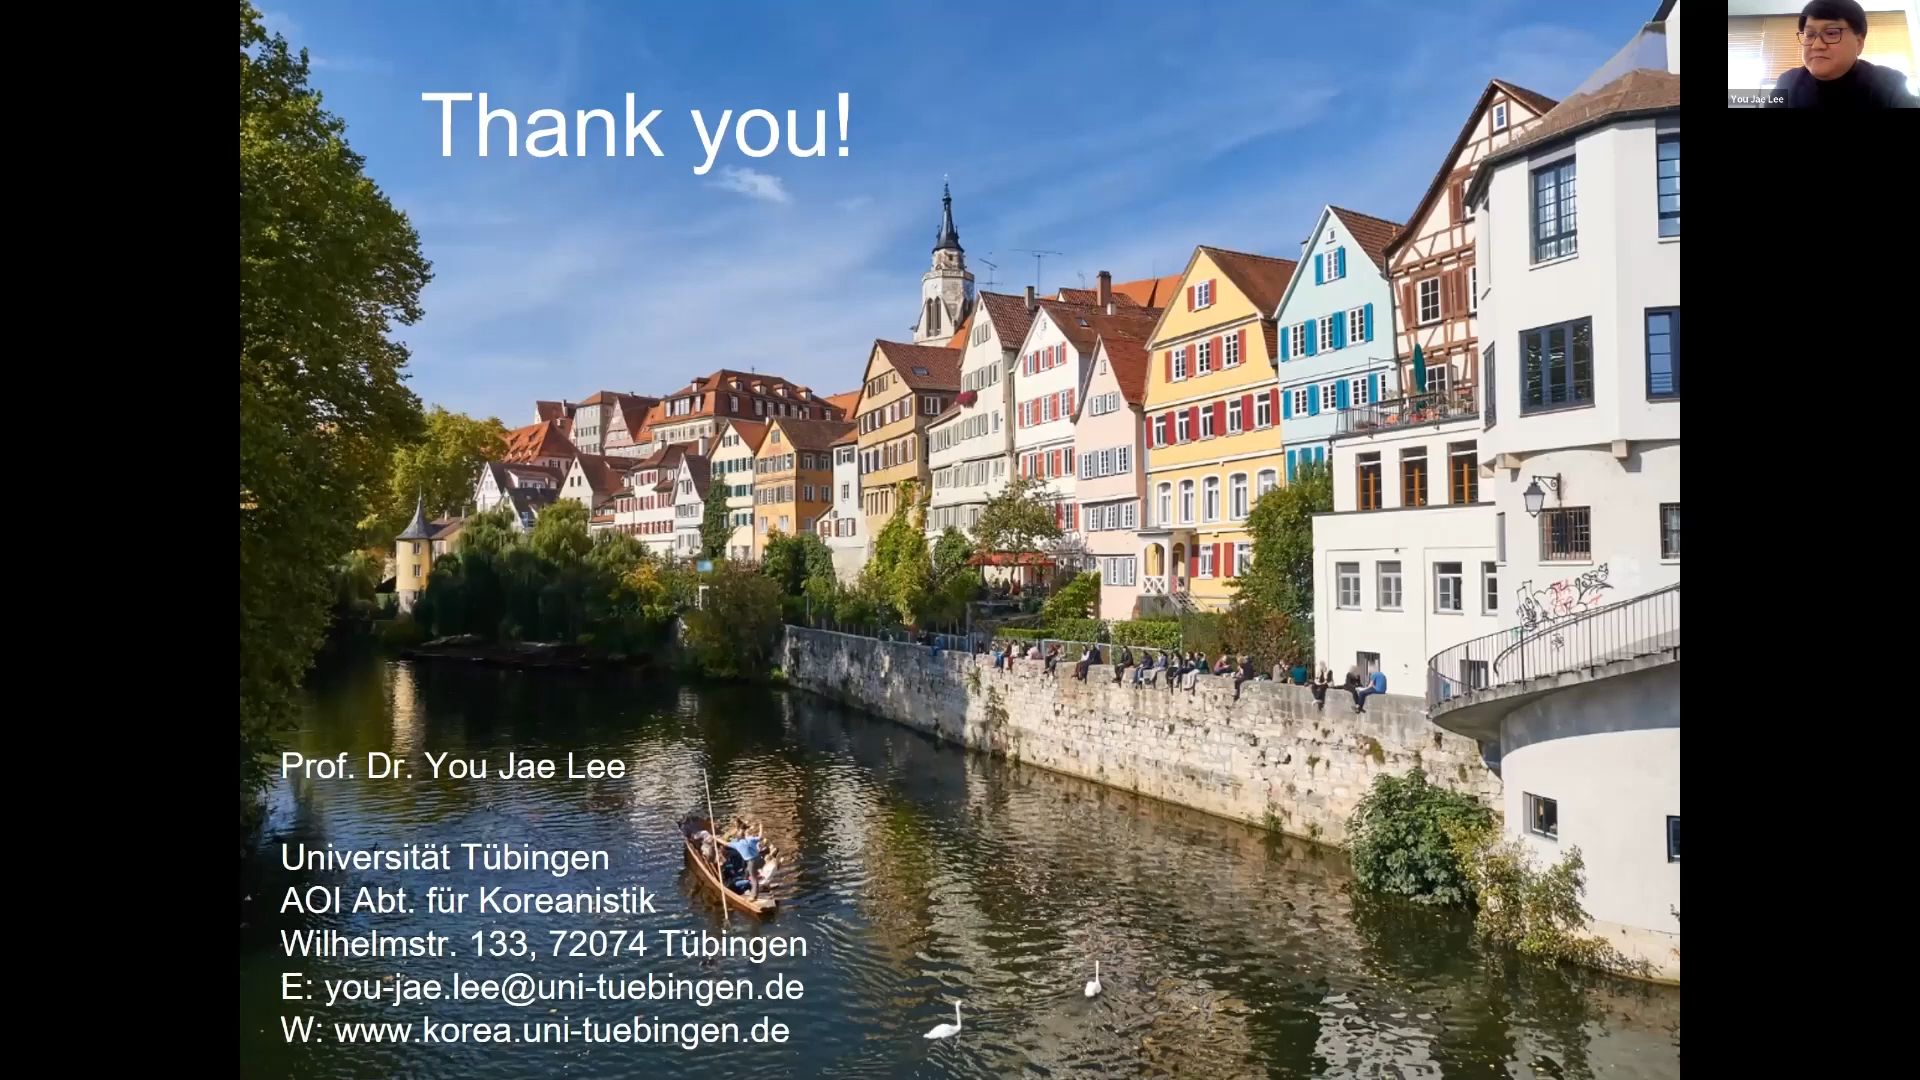 Thank you!
You Jae Lee
Prof. Dr. You Jae Lee
Universität Tübingen
AOI Abt. für Koreanistik
Wilhelmstr. 133, 72074 Tübingen
E: you-jae.lee@uni-tuebingen.de
W: www.korea.uni-tuebingen.de